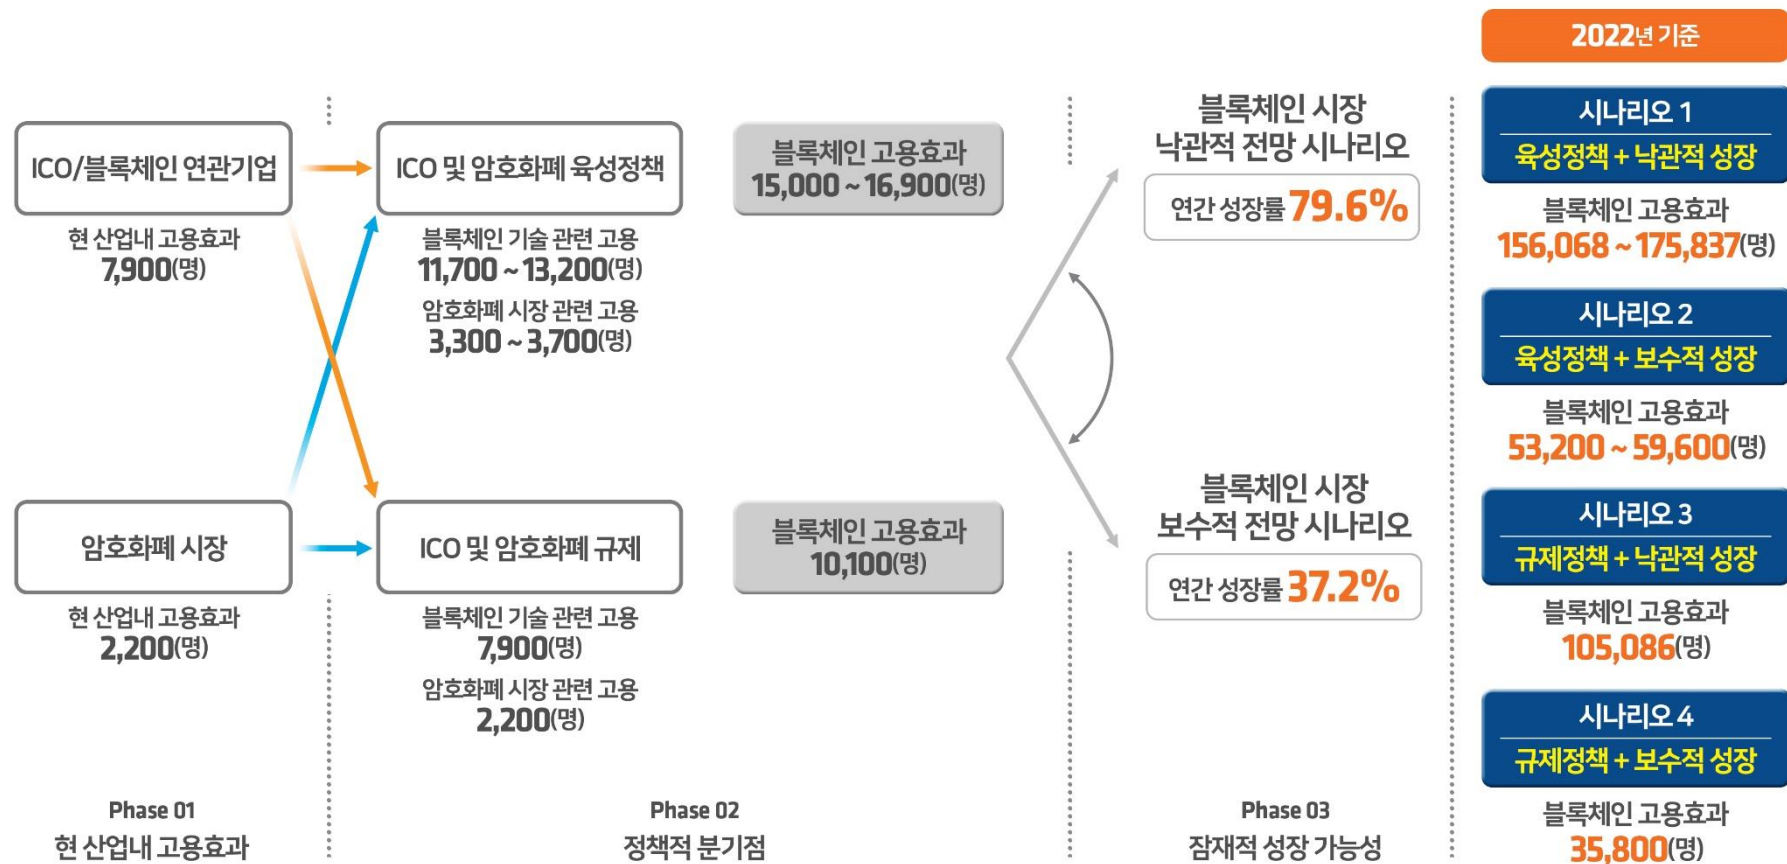 2022년 기준
ICO/블록체인 연관기업
현 산업내 고용효과
7,900(명)
암호화폐 시장
현 산업내 고용효과
2,200(명)
Phase 01
현 산업내 고용효과
ICO 및 암호화폐 육성정책
블록체인 기술 관련 고용
11,700 ~ 13,200(명)
암호화폐 시장 관련 고용
3,300 ~ 3,700(명)
블록체인 고용효과
15,000 ~ 16,900(명)
ICO 및 암호화폐 규제
블록체인 기술 관련 고용
7,900(명)
암호화폐 시장 관련 고용
2,200(명)
블록체인 고용효과
10,100(명)
Phase 02
정책적 분기점
블록체인 시장
낙관적 전망 시나리오
연간 성장률 79.6%
블록체인 시장
보수적 전망 시나리오
연간 성장률 37.2%
Phase 03
잠재적 성장 가능성
시나리오 1
육성정책 + 낙관적 성장
블록체인 고용효과
156,068 ~ 175,837(명)
시나리오 2
육성정책 + 보수적 성장
블록체인 고용효과
53,200 ~ 59,600(명)
시나리오 3
규제정책 + 낙관적 성장
블록체인 고용효과
105,086(명)
시나리오 4
규제정책 + 보수적 성장
블록체인 고용효과
35,800(명)